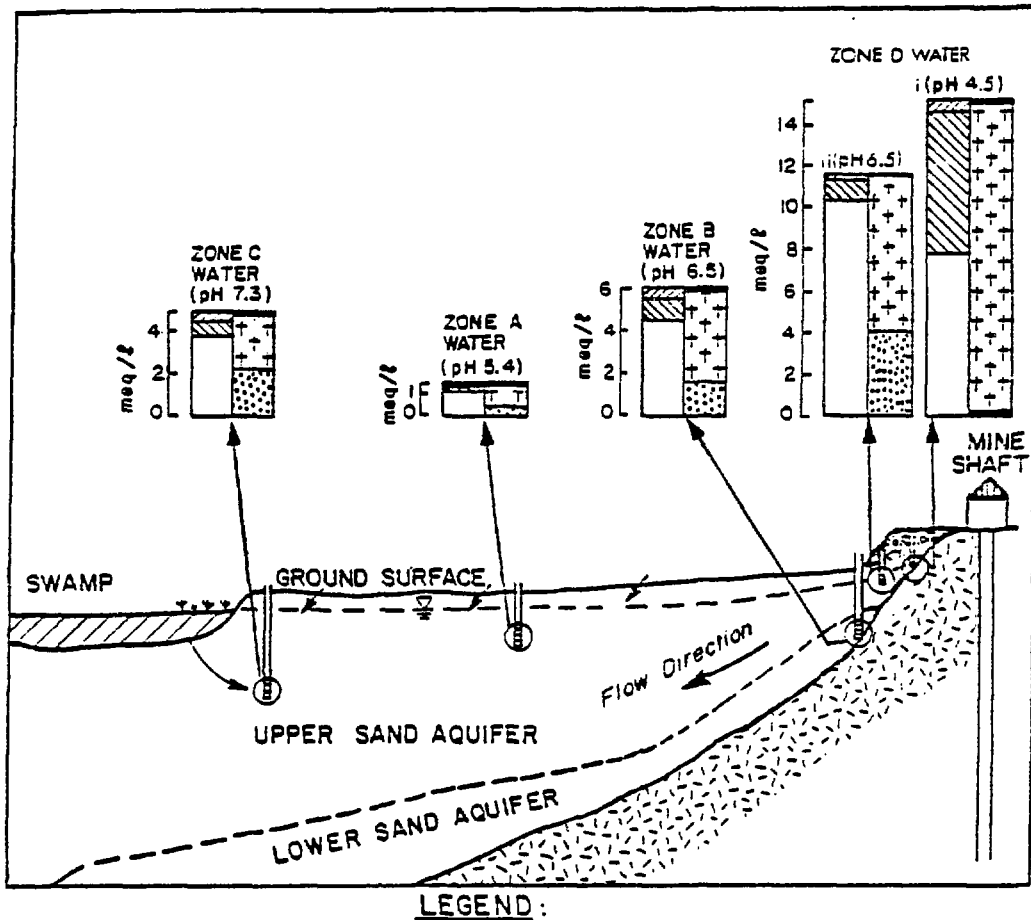 ZONE D WATER
i (pH 4.5)
14
12
10
8
6
4
2
0
meq/ℓ
ii (pH 6.5)
ZONE B
WATER
(pH 6.5)
6
4
2
0
meq/ℓ
ZONE C
WATER
(pH 7.3)
4
2
0
meq/ℓ
ZONE A
WATER
(pH 5.4)
1
0
meq/ℓ
MINE
SHAFT
SWAMP
GROUND SURFACE
Flow Direction
UPPER SAND AQUIFER
LOWER SAND AQUIFER
LEGEND: